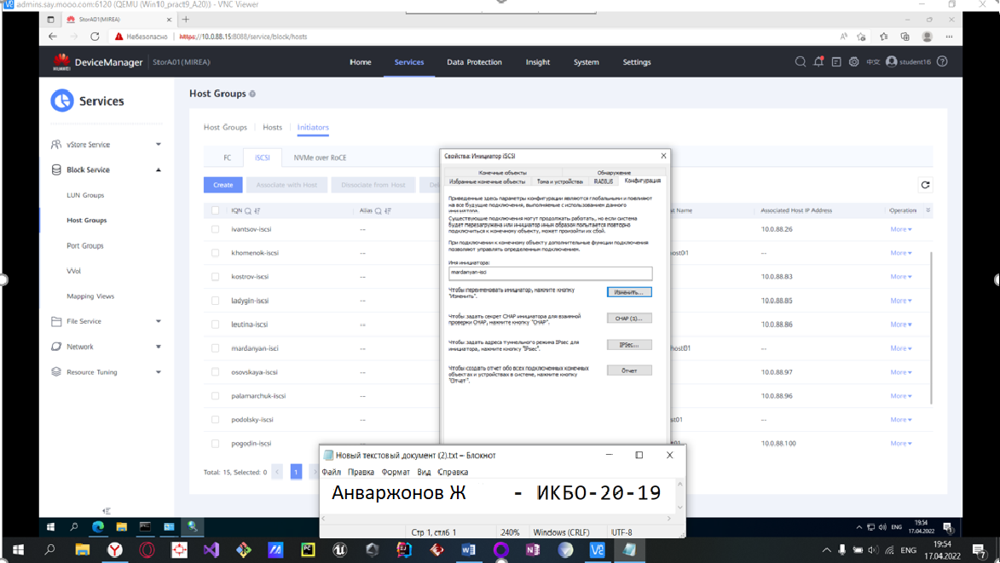 admins.say.mooo.com:6120 (QEMU (Win10_pract9_A20)) - VNC Viewer
StorA01(MIREA)
Небезопасно
https://10.0.88.15:8088/service/block/hosts
HUAWEI
DeviceManager
StorA01(MIREA)
Home
Services
Data Protection
Insight
System
Settings
中文
student16
Services
vStore Service
Block Service
LUN Groups
Host Groups
Port Groups
VVol
Mapping Views
File Service
Network
Resource Tuning
Host Groups
Host Groups
Hosts
Initiators
FC
iSCSI
NVMe over RoCE
Create
Associate with Host
Dissociate from Host
IQN
Alias
Associated Host IP Address
Operation
ivantsov-iscsi -- 10.0.88.26 More
khomenok-iscsi -- host01 -- More
kostrov-iscsi -- 10.0.88.83 More
ladygin-iscsi -- 10.0.88.85 More
leutina-iscsi -- 10.0.88.86 More
mardanyan-isci -- host01 -- More
osovskaya-iscsi -- 10.0.88.97 More
palamarchuk-iscsi -- 10.0.88.96 More
podolsky-iscsi -- -- More
pogodin-iscsi -- 10.0.88.100 More
Total: 15, Selected: 0
1
Свойства: Инициатор iSCSI
Конечные объекты
Обнаружение
Избранные конечные объекты
Тома и устройства
RADIUS
Конфигурация
Приведенные здесь параметры конфигурации являются глобальными и повлияют
на все будущие подключения, выполняемые с использованием данного
инициатора.
Существующие подключения могут продолжать работать, но если система
будет перезагружена или инициатор иным образом попытается повторно
подключиться к конечному объекту, может произойти их сбой.
При подключении к конечному объекту дополнительные функции подключения
позволяют управлять определенным подключением.
Имя инициатора:
mardanyan-isci
Чтобы переименовать инициатор, нажмите кнопку
"Изменить".
Изменить...
Чтобы задать секрет CHAP инициатора для взаимной
проверки CHAP, нажмите кнопку "CHAP".
CHAP (1)...
Чтобы задать адреса туннельного режима IPsec для
инициатора, нажмите кнопку "IPsec".
IPSec...
Чтобы создать отчет обо всех подключенных конечных
объектах и устройствах в системе, нажмите кнопку
"Отчет".
Отчет
Новый текстовый документ (2).txt – Блокнот
Файл Правка Формат Вид Справка
Анваржонов Ж - ИКБО-20-19
Стр 1, стлб 1
240%
Windows (CRLF)
UTF-8
ENG
19:54
17.04.2022
ENG
19:54
17.04.2022
7